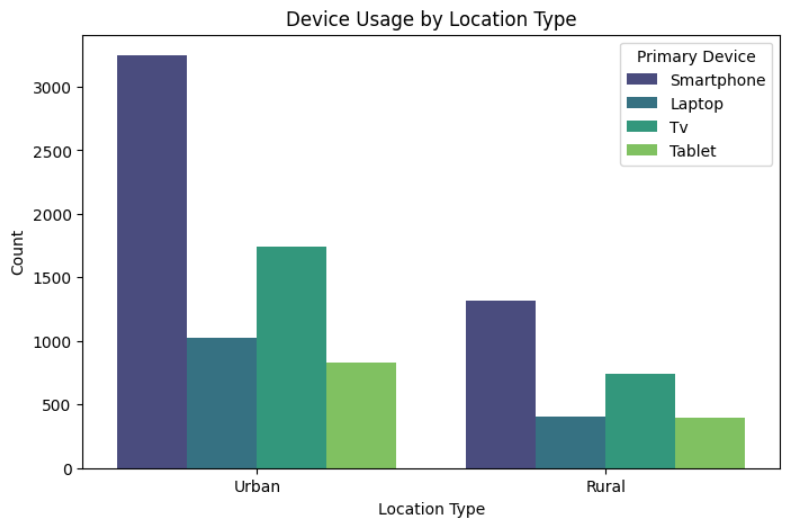 Device Usage by Location Type
Primary Device
Smartphone
Laptop
Tv
Tablet
Count
3000
2500
2000
1500
1000
500
0
Urban
Rural
Location Type